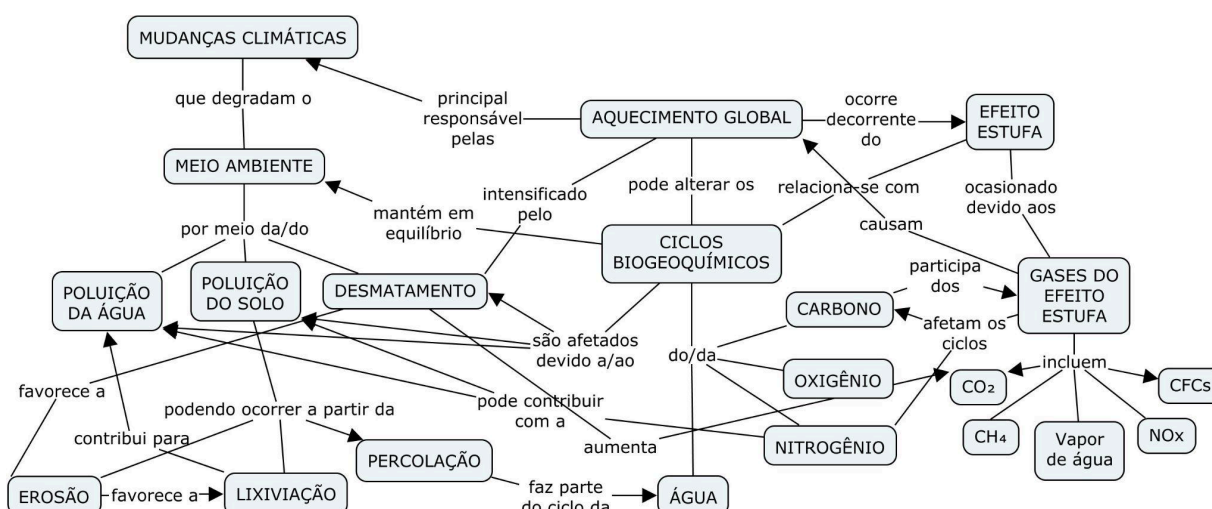 MUDANÇAS CLIMÁTICAS
que degradam o
principal
responsável
pelas
AQUECIMENTO GLOBAL
ocorre
decorrente
do
EFEITO
ESTUFA
MEIO AMBIENTE
intensificado
pelo
pode alterar os
relaciona-se com
ocasionado
devido aos
mantém em
equilíbrio
causam
por meio da/do
CICLOS
BIOGEOQUÍMICOS
POLUIÇÃO
DA ÁGUA
POLUIÇÃO
DO SOLO
DESMATAMENTO
participa
dos
GASES DO
EFEITO
ESTUFA
CARBONO
são afetados
devido a/ao
do/da
afetam os
ciclos
incluem
favorece a
OXIGÊNIO
CO₂
CFCs
podendo ocorrer a partir da
pode contribuir
com a
contribui para
aumenta
NITROGÊNIO
CH₄
Vapor
de água
NOx
PERCOLAÇÃO
EROSÃO
favorece a
LIXIVIAÇÃO
faz parte
do ciclo da
ÁGUA